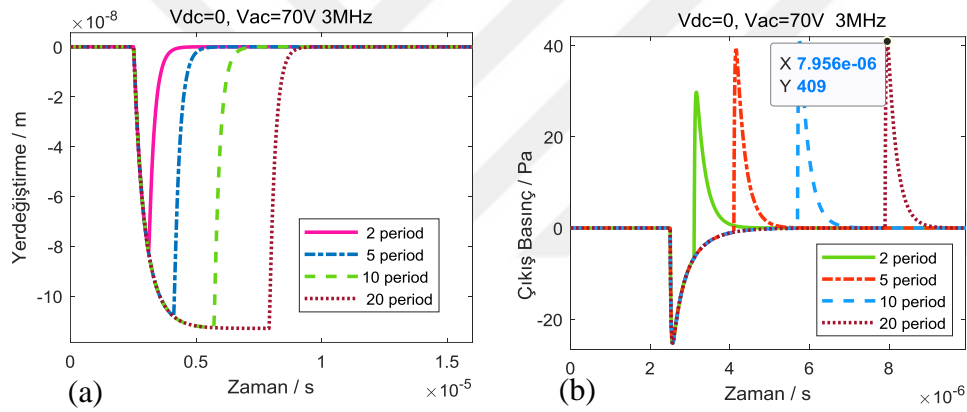 Vdc=0, Vac=70V 3MHz
×10⁻⁸
0
-2
-4
-6
-8
-10
Yerdeğiştirme / m
2 period
5 period
10 period
20 period
0
0.5
1
1.5
Zaman / s
×10⁻⁵
(a)
Vdc=0, Vac=70V 3MHz
X 7.956e-06
Y 409
40
20
0
-20
Çıkış Basınç / Pa
2 period
5 period
10 period
20 period
0
2
4
6
8
Zaman / s
×10⁻⁶
(b)